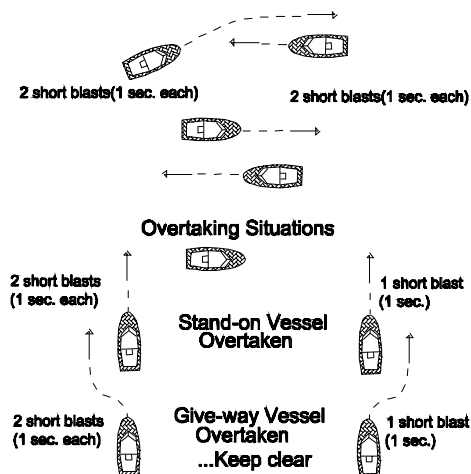 2 short blasts(1 sec. each)
2 short blasts(1 sec. each)
Overtaking Situations
2 short blasts
(1 sec. each)
1 short blast
(1 sec.)
Stand-on Vessel
Overtaken
2 short blasts
(1 sec. each)
Give-way Vessel
Overtaken
...Keep clear
1 short blast
(1 sec.)